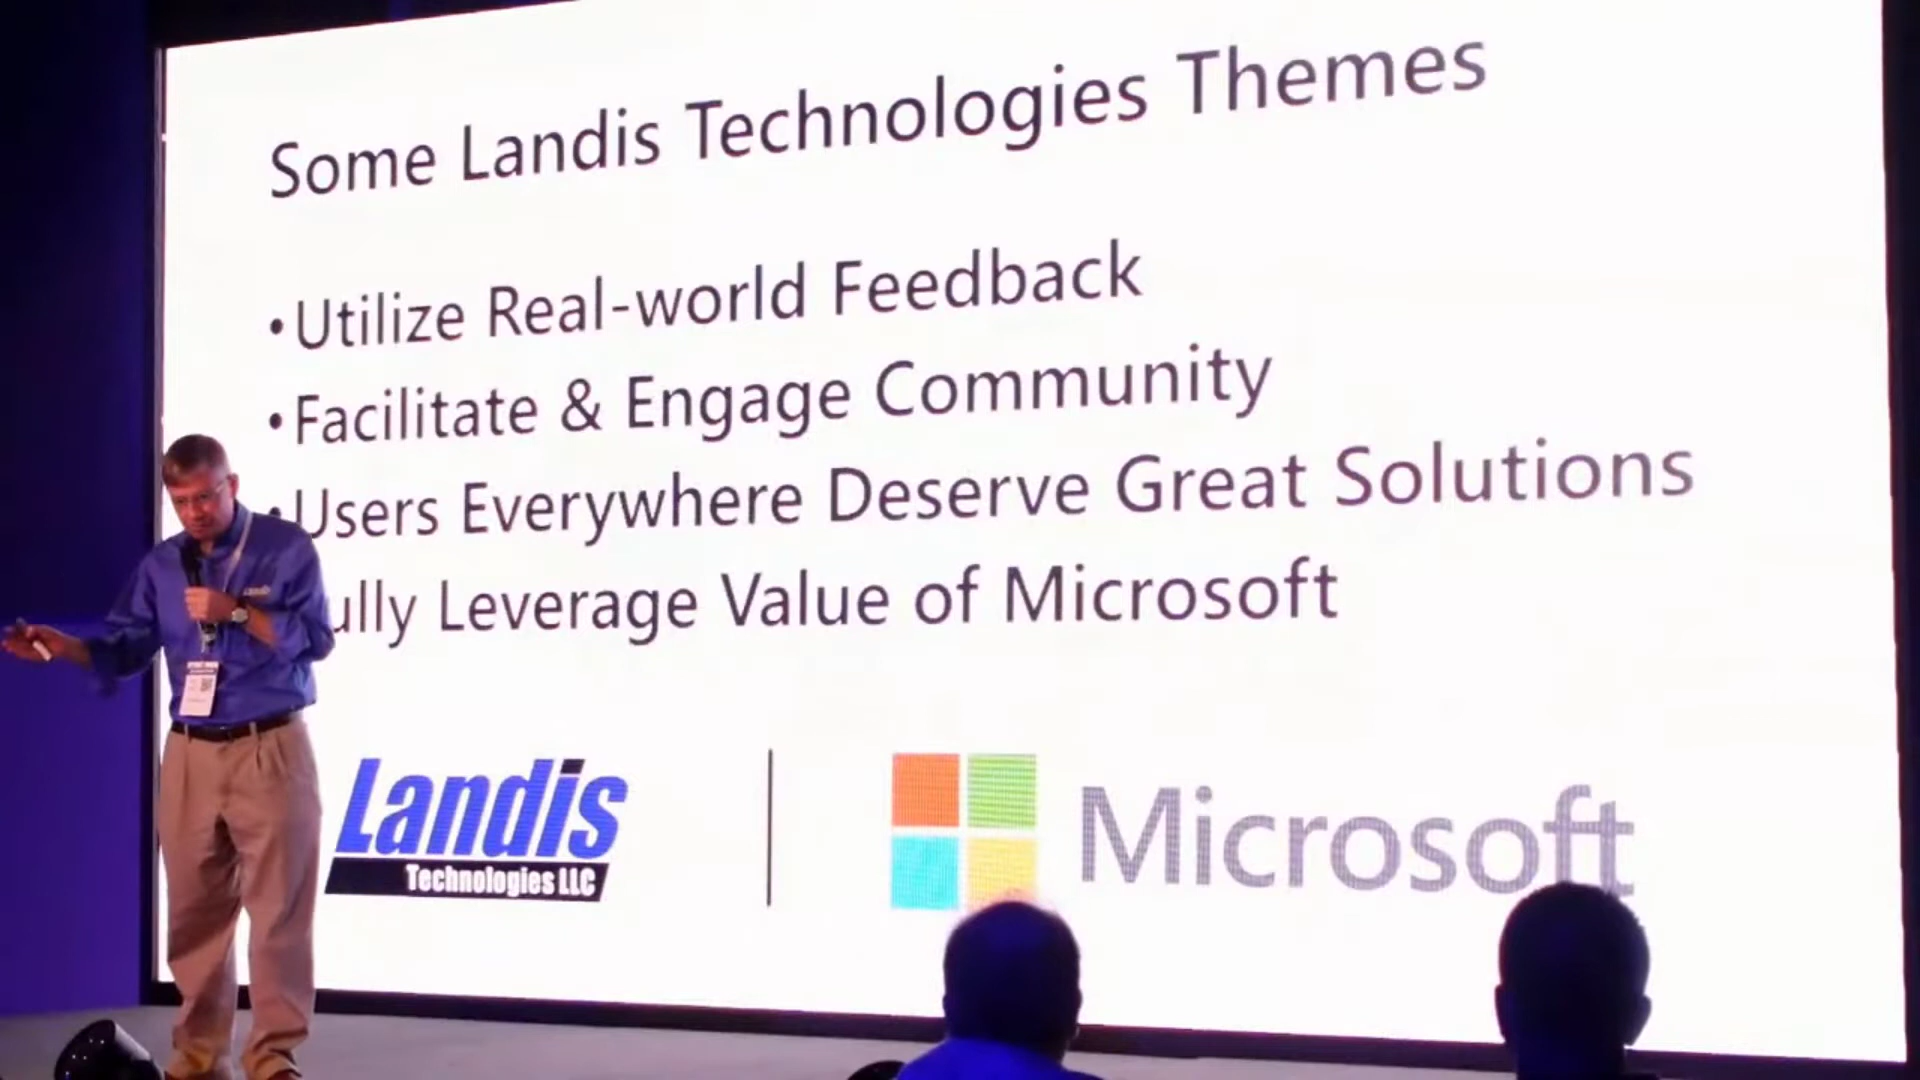 Some Landis Technologies Themes
•Utilize Real-world Feedback
•Facilitate & Engage Community
•Users Everywhere Deserve Great Solutions
ully Leverage Value of Microsoft
Landis
Technologies LLC
Microsoft